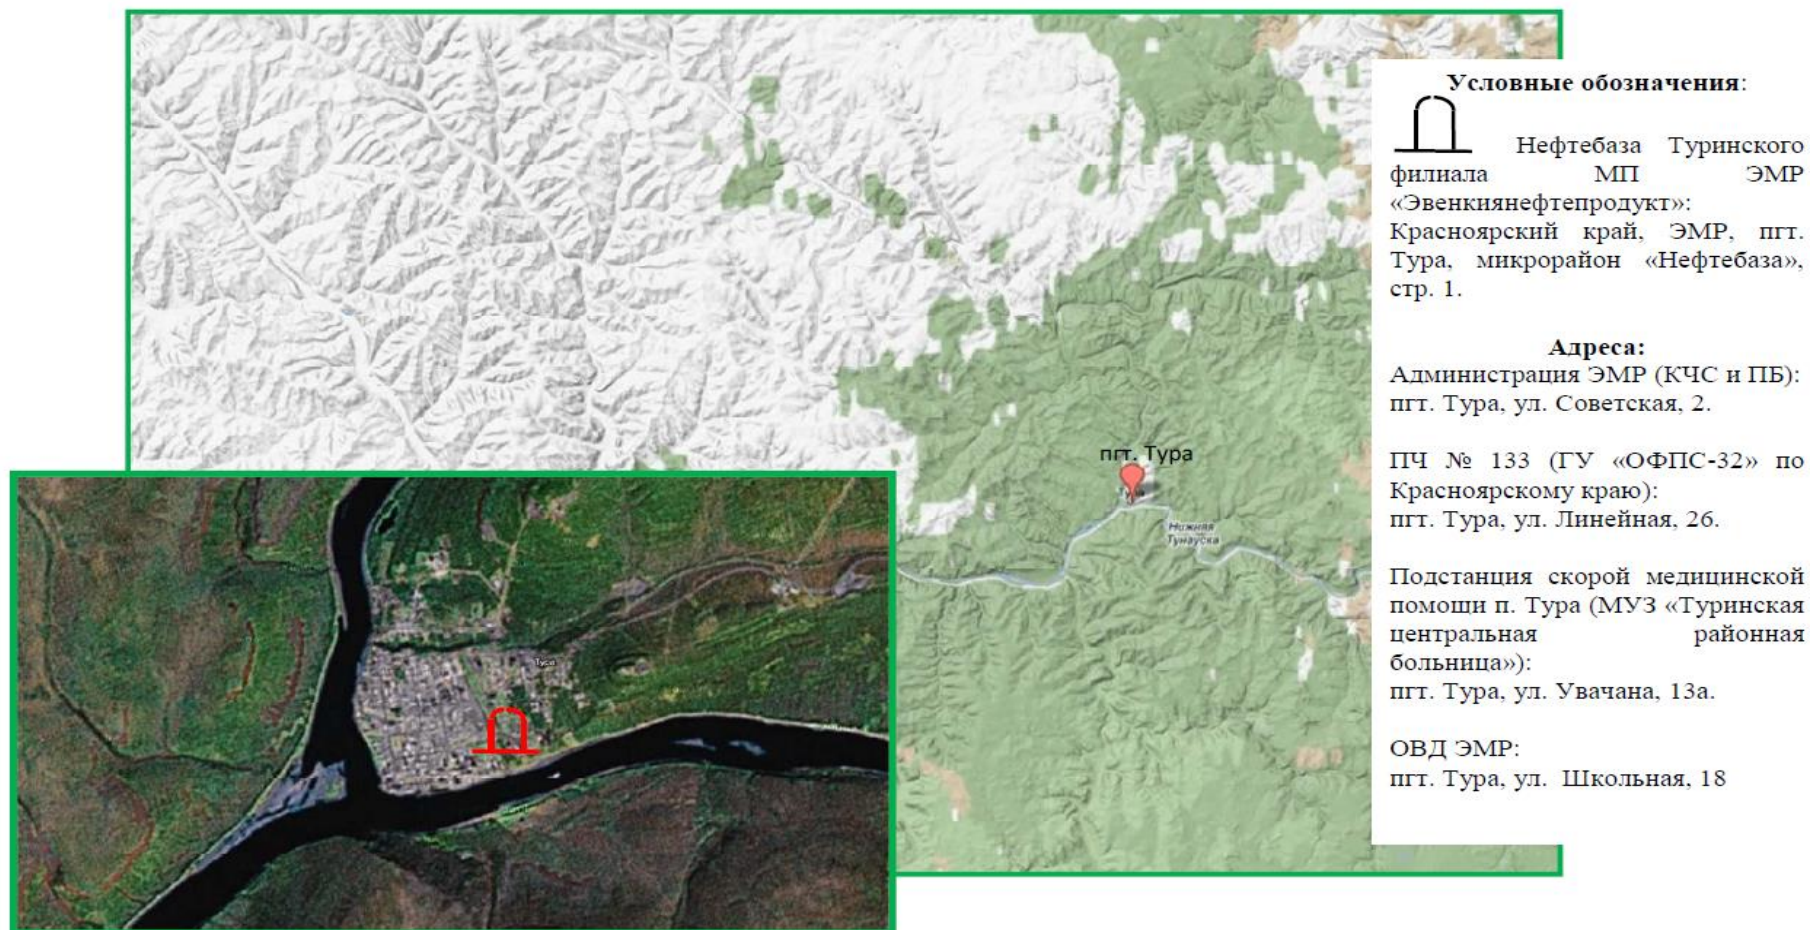 Условные обозначения:
Нефтебаза Туринского
филиала МП ЭМР
«Эвенкиянефтепродукт»:
Красноярский край, ЭМР, пгт.
Тура, микрорайон «Нефтебаза»,
стр. 1.
Адреса:
Администрация ЭМР (КЧС и ПБ):
пгт. Тура, ул. Советская, 2.
ПЧ № 133 (ГУ «ОФПС-32» по
Красноярскому краю):
пгт. Тура, ул. Линейная, 26.
Подстанция скорой медицинской
помощи п. Тура (МУЗ «Туринская
центральная районная
больница»):
пгт. Тура, ул. Увачана, 13а.
ОВД ЭМР:
пгт. Тура, ул. Школьная, 18
пгт. Тура
Нижняя
Тунгуска